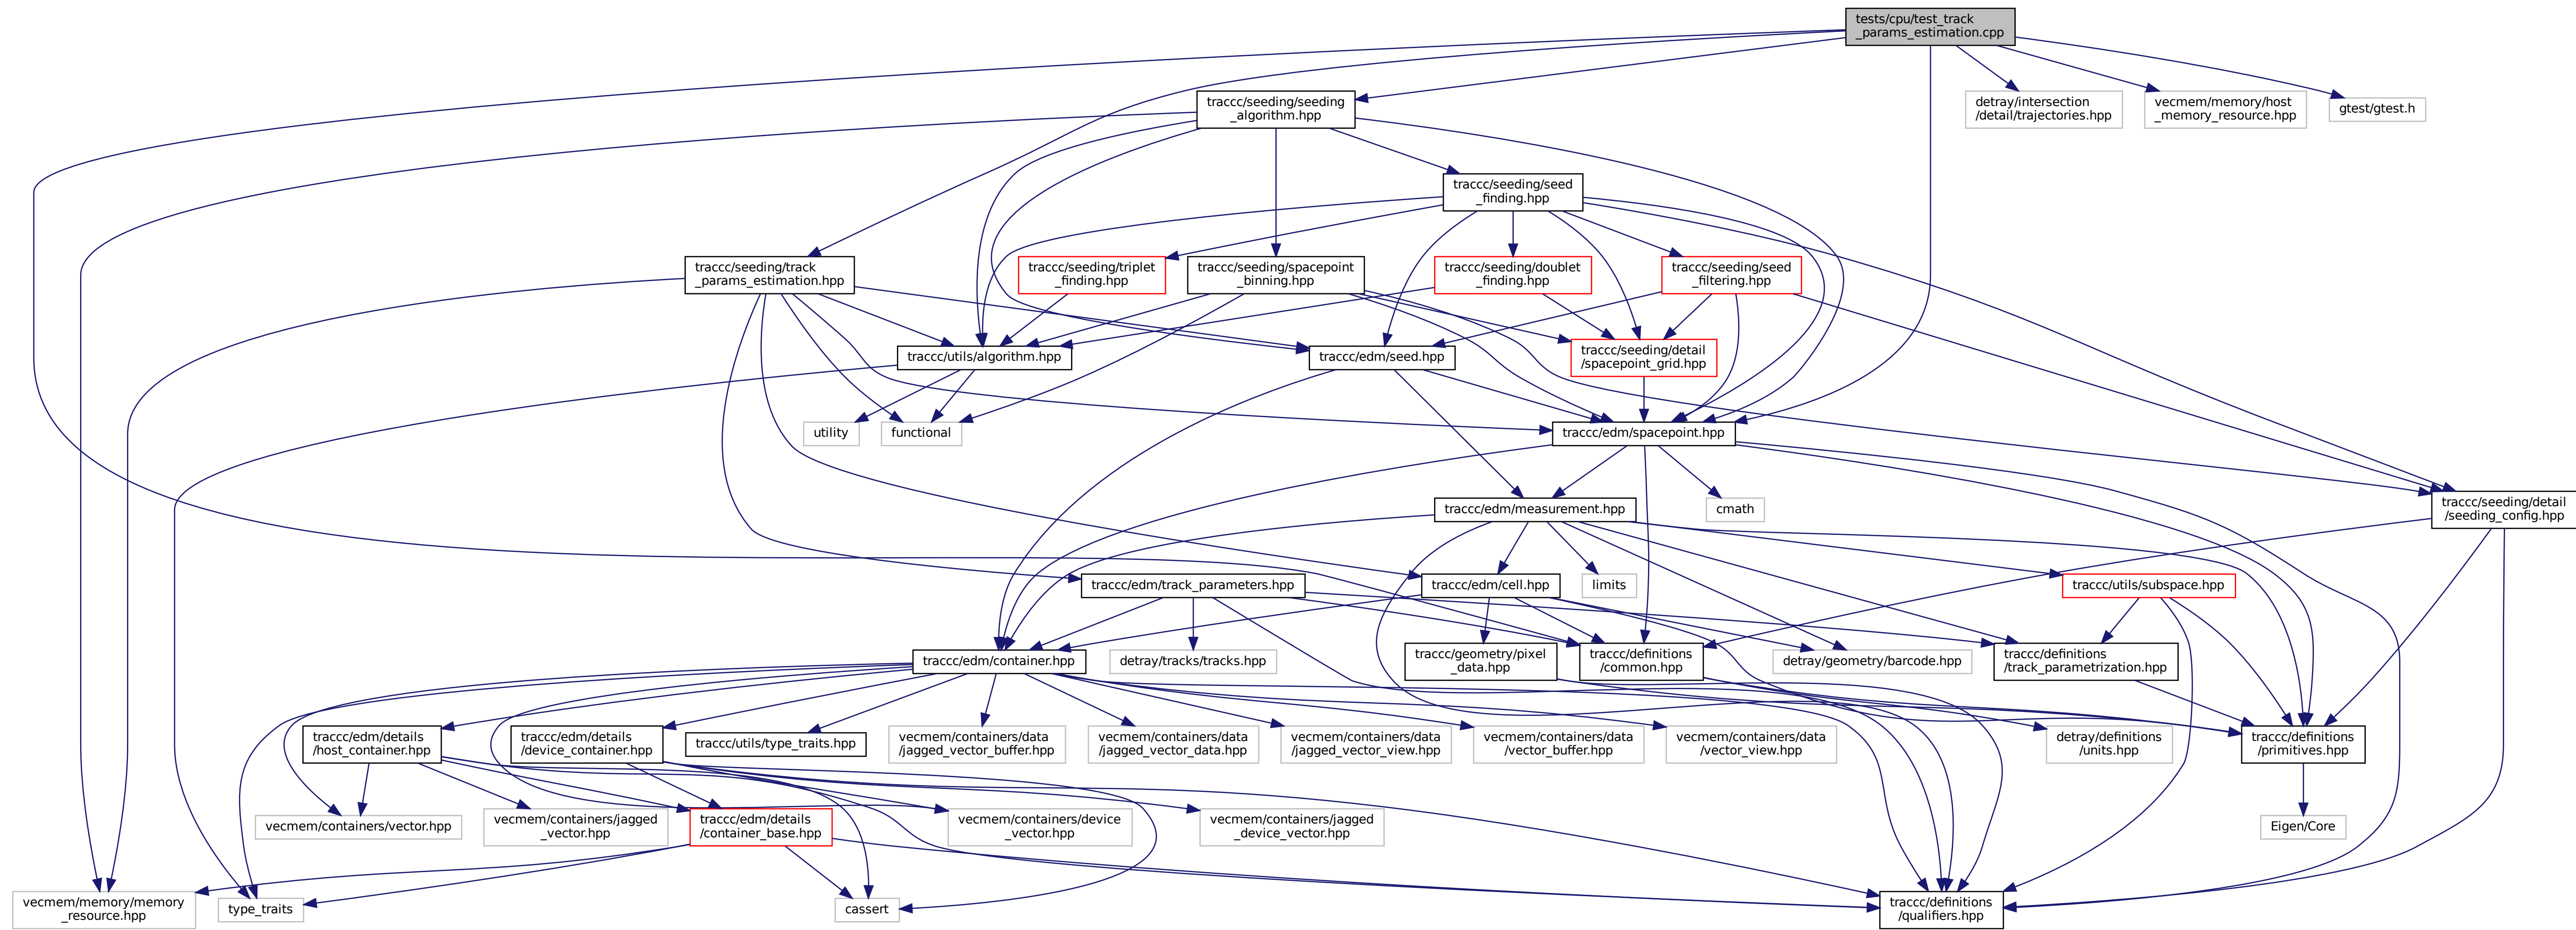 tests/cpu/test_track
_params_estimation.cpp
traccc/seeding/seeding
_algorithm.hpp
detray/intersection
/detail/trajectories.hpp
vecmem/memory/host
_memory_resource.hpp
gtest/gtest.h
traccc/seeding/seed
_finding.hpp
traccc/seeding/track
_params_estimation.hpp
traccc/seeding/triplet
_finding.hpp
traccc/seeding/spacepoint
_binning.hpp
traccc/seeding/doublet
_finding.hpp
traccc/seeding/seed
_filtering.hpp
traccc/utils/algorithm.hpp
traccc/edm/seed.hpp
traccc/seeding/detail
/spacepoint_grid.hpp
utility
functional
traccc/edm/spacepoint.hpp
traccc/edm/measurement.hpp
cmath
traccc/seeding/detail
/seeding_config.hpp
traccc/edm/track_parameters.hpp
traccc/edm/cell.hpp
limits
traccc/utils/subspace.hpp
traccc/edm/container.hpp
detray/tracks/tracks.hpp
traccc/geometry/pixel
_data.hpp
traccc/definitions
/common.hpp
detray/geometry/barcode.hpp
traccc/definitions
/track_parametrization.hpp
traccc/edm/details
/host_container.hpp
traccc/edm/details
/device_container.hpp
traccc/utils/type_traits.hpp
vecmem/containers/data
/jagged_vector_buffer.hpp
vecmem/containers/data
/jagged_vector_data.hpp
vecmem/containers/data
/jagged_vector_view.hpp
vecmem/containers/data
/vector_buffer.hpp
vecmem/containers/data
/vector_view.hpp
detray/definitions
/units.hpp
traccc/definitions
/primitives.hpp
vecmem/containers/vector.hpp
vecmem/containers/jagged
_vector.hpp
traccc/edm/details
/container_base.hpp
vecmem/containers/device
_vector.hpp
vecmem/containers/jagged
_device_vector.hpp
Eigen/Core
vecmem/memory/memory
_resource.hpp
type_traits
cassert
traccc/definitions
/qualifiers.hpp